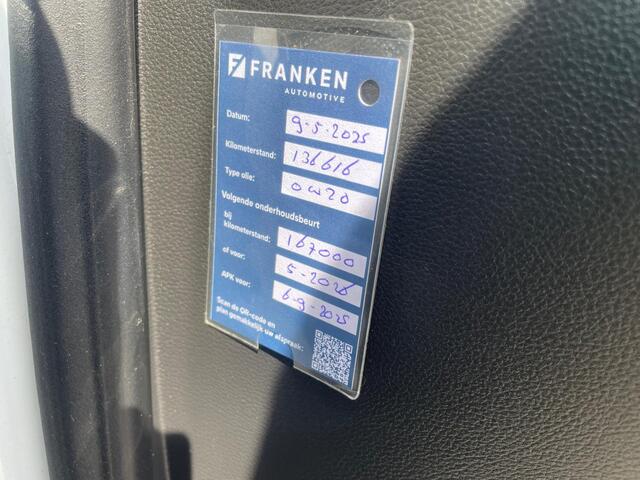 FRANKEN
AUTOMOTIVE
Datum: 9-5-2025
Kilometerstand: 136616
Type olie: 0W20
Volgende onderhoudsbeurt
bij
kilometerstand: 167000
of voor: 5-2026
APK voor: 6-9-2025
Scan de QR-code en
plan gemakkelijk uw afspraak: